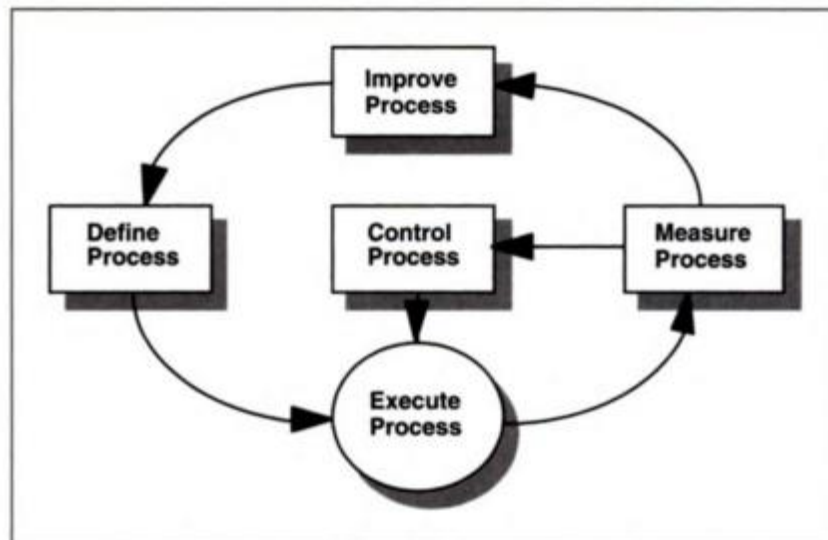 Improve
Process
Define
Process
Control
Process
Measure
Process
Execute
Process